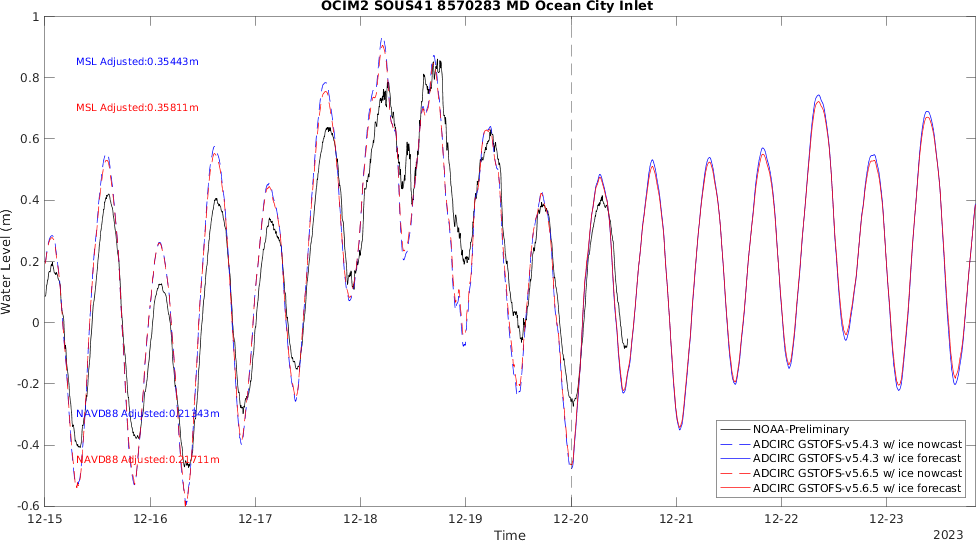 OCIM2 SOUS41 8570283 MD Ocean City Inlet
1
0.8
0.6
0.4
0.2
0
-0.2
-0.4
-0.6
Water Level (m)
MSL Adjusted:0.35443m
MSL Adjusted:0.35811m
NAVD88 Adjusted:0.21343m
NAVD88 Adjusted:0.21711m
NOAA-Preliminary
ADCIRC GSTOFS-v5.4.3 w/ ice nowcast
ADCIRC GSTOFS-v5.4.3 w/ ice forecast
ADCIRC GSTOFS-v5.6.5 w/ ice nowcast
ADCIRC GSTOFS-v5.6.5 w/ ice forecast
12-15 12-16 12-17 12-18 12-19 12-20 12-21 12-22 12-23
Time
2023